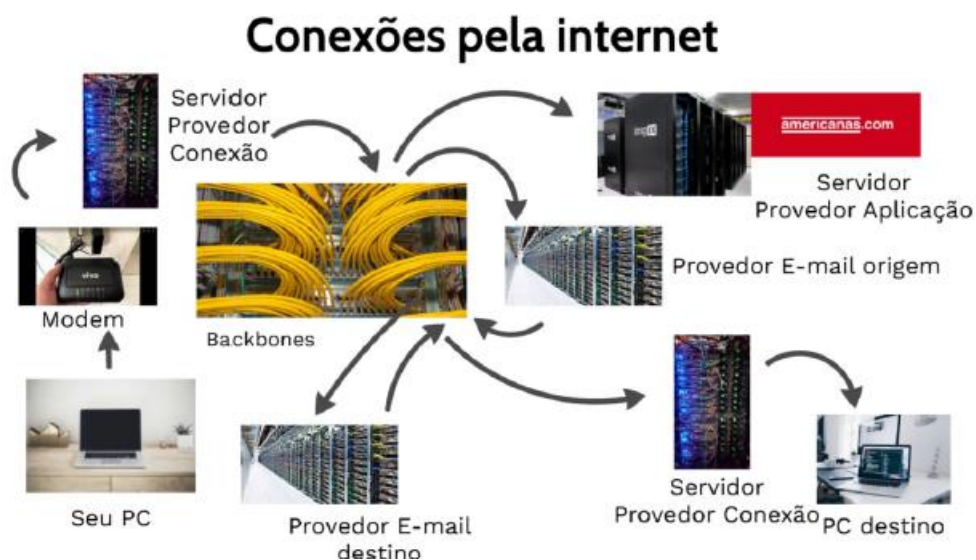 Conexões pela internet
Servidor
Provedor
Conexão
americanas.com
Servidor
Provedor Aplicação
Provedor E-mail origem
vivo
Modem
Backbones
Seu PC
Provedor E-mail
destino
Servidor
Provedor Conexão
PC destino